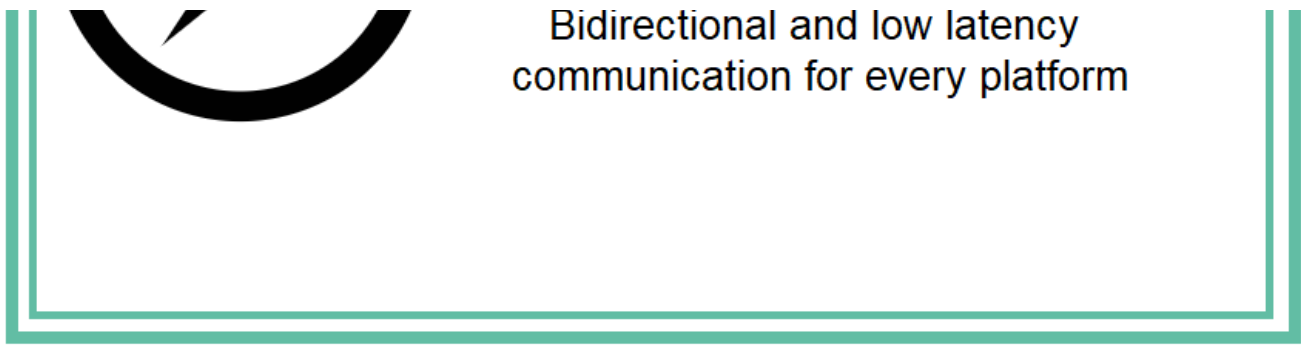 Bidirectional and low latency
communication for every platform